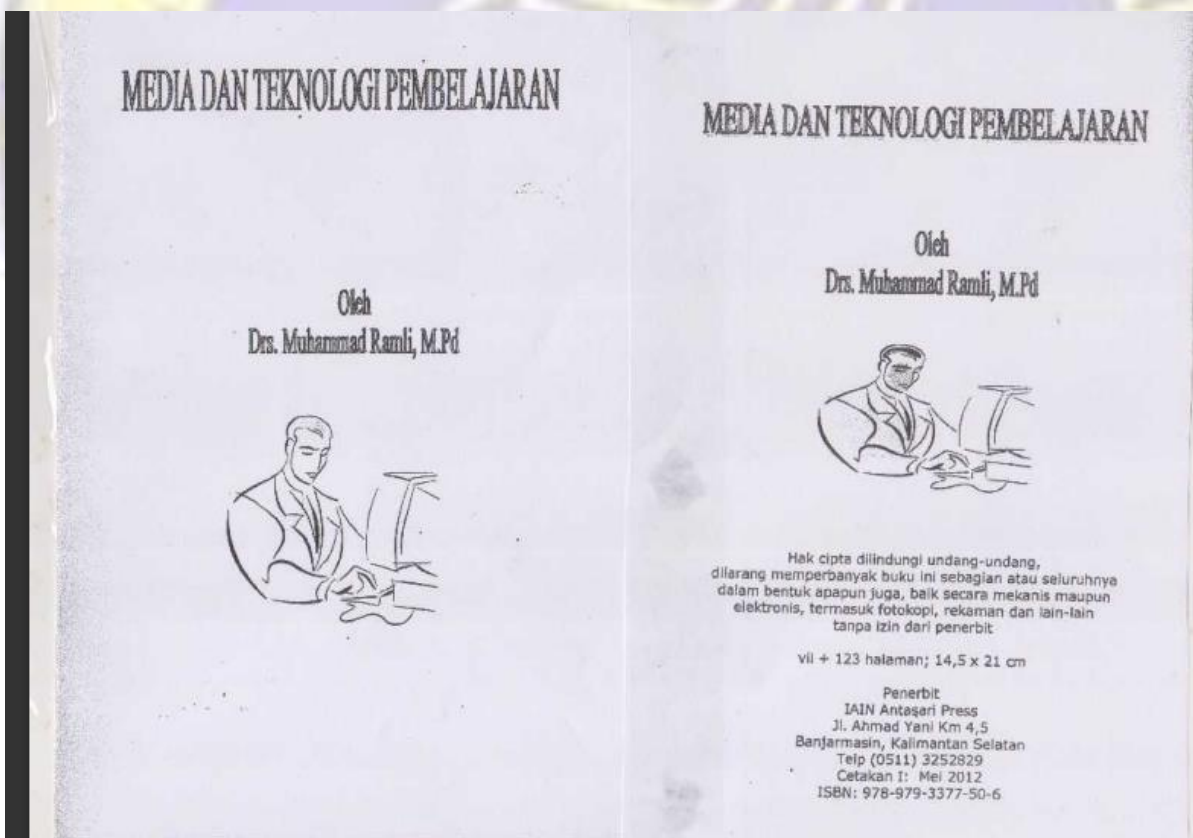 MEDIA DAN TEKNOLOGI PEMBELAJARAN
Oleh
Drs. Muhammad Ramli, M.Pd
MEDIA DAN TEKNOLOGI PEMBELAJARAN
Oleh
Drs. Muhammad Ramli, M.Pd
Hak cipta dilindungi undang-undang,
dilarang memperbanyak buku ini sebagian atau seluruhnya
dalam bentuk apapun juga, baik secara mekanis maupun
elektronis, termasuk fotokopi, rekaman dan lain-lain
tanpa izin dari penerbit
vii + 123 halaman; 14,5 x 21 cm
Penerbit
IAIN Antasari Press
Jl. Ahmad Yani Km 4,5
Banjarmasin, Kalimantan Selatan
Telp (0511) 3252829
Cetakan I: Mei 2012
ISBN: 978-979-3377-50-6